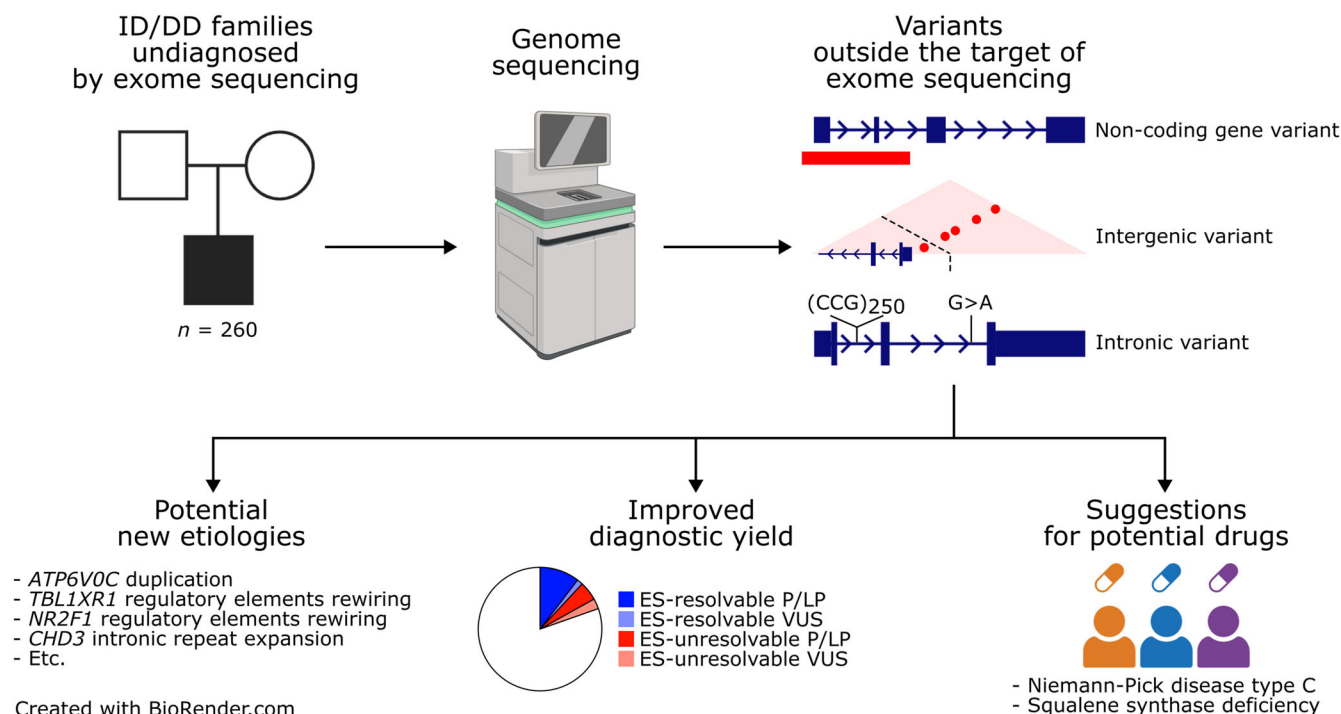 ID/DD families
undiagnosed
by exome sequencing
n = 260
Genome
sequencing
Variants
outside the target of
exome sequencing
Non-coding gene variant
Intergenic variant
(CCG)250
G>A
Intronic variant
Potential
new etiologies
- ATP6V0C duplication
- TBL1XR1 regulatory elements rewiring
- NR2F1 regulatory elements rewiring
- CHD3 intronic repeat expansion
- Etc.
Improved
diagnostic yield
ES-resolvable P/LP
ES-resolvable VUS
ES-unresolvable P/LP
ES-unresolvable VUS
Suggestions
for potential drugs
- Niemann-Pick disease type C
- Squalene synthase deficiency
Created with BioRender.com